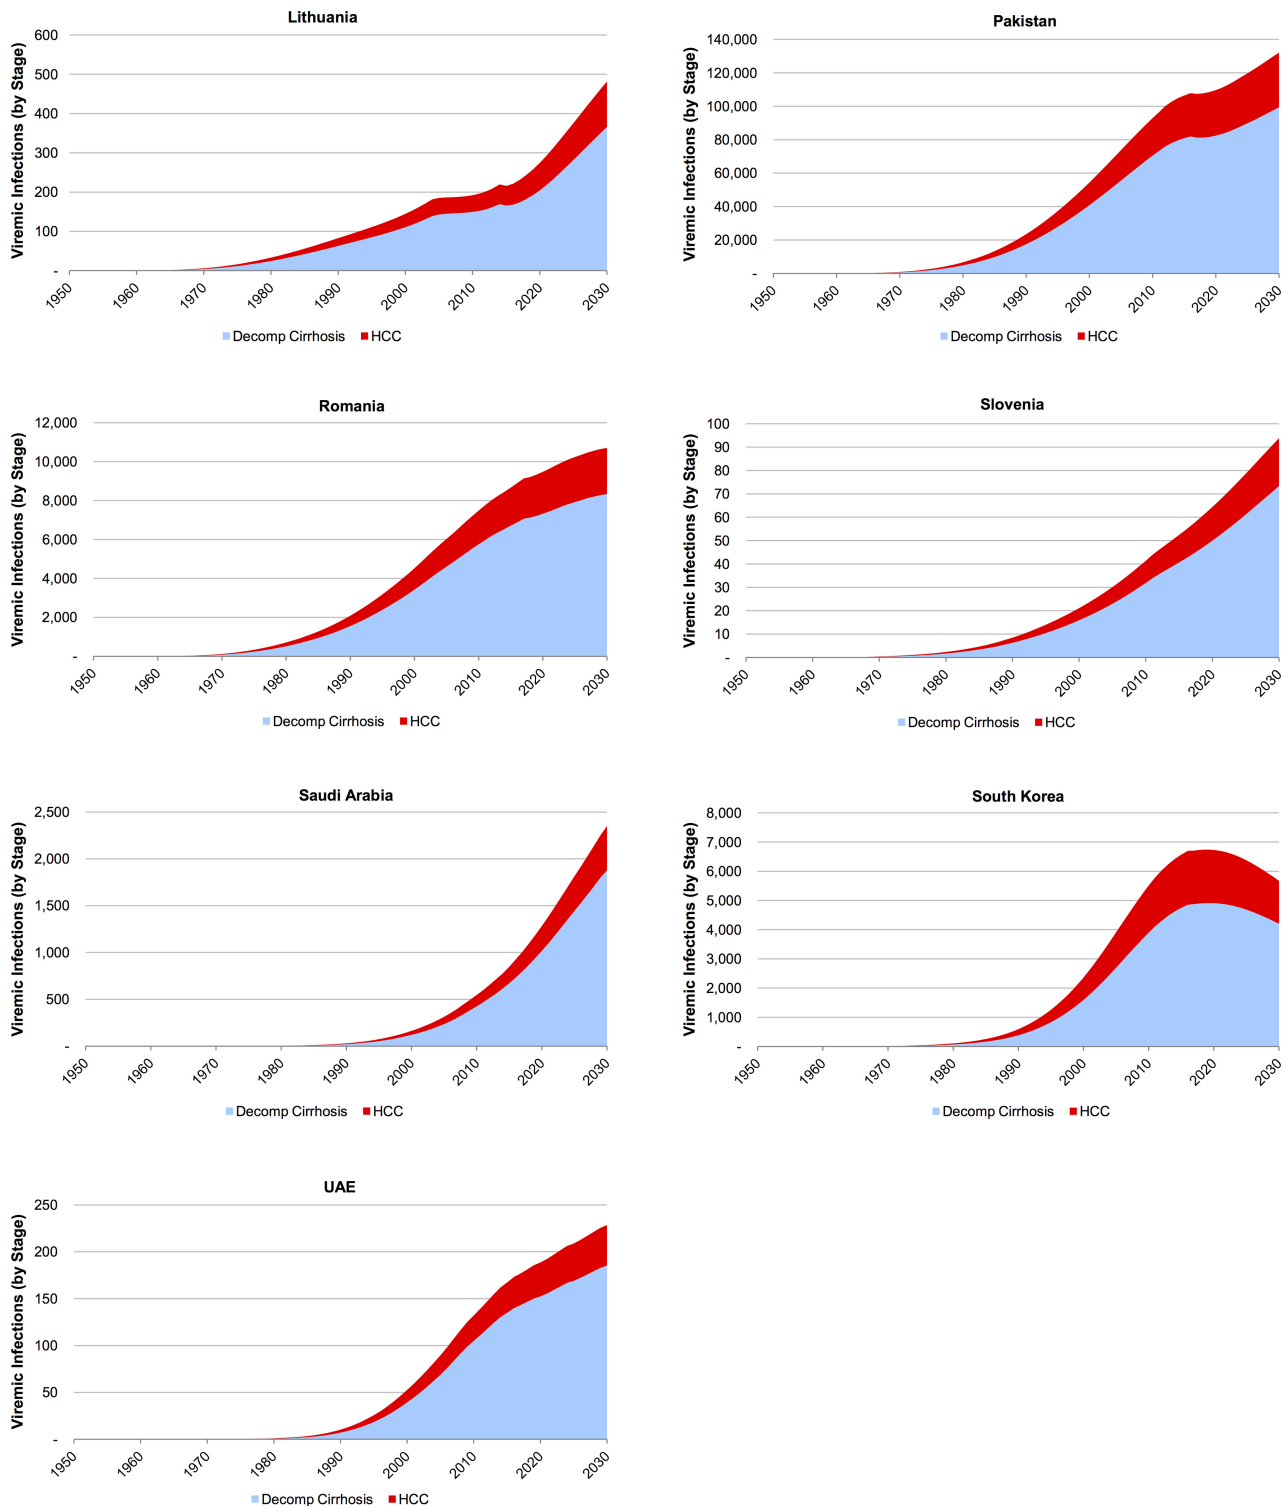 Lithuania
Viremic Infections (by Stage)
600
500
400
300
200
100
-
1950 1960 1970 1980 1990 2000 2010 2020 2030
Decomp Cirrhosis HCC
Pakistan
Viremic Infections (by Stage)
140,000
120,000
100,000
80,000
60,000
40,000
20,000
-
1950 1960 1970 1980 1990 2000 2010 2020 2030
Decomp Cirrhosis HCC
Romania
Viremic Infections (by Stage)
12,000
10,000
8,000
6,000
4,000
2,000
-
1950 1960 1970 1980 1990 2000 2010 2020 2030
Decomp Cirrhosis HCC
Slovenia
Viremic Infections (by Stage)
100
90
80
70
60
50
40
30
20
10
-
1950 1960 1970 1980 1990 2000 2010 2020 2030
Decomp Cirrhosis HCC
Saudi Arabia
Viremic Infections (by Stage)
2,500
2,000
1,500
1,000
500
-
1950 1960 1970 1980 1990 2000 2010 2020 2030
Decomp Cirrhosis HCC
South Korea
Viremic Infections (by Stage)
8,000
7,000
6,000
5,000
4,000
3,000
2,000
1,000
-
1950 1960 1970 1980 1990 2000 2010 2020 2030
Decomp Cirrhosis HCC
UAE
Viremic Infections (by Stage)
250
200
150
100
50
-
1950 1960 1970 1980 1990 2000 2010 2020 2030
Decomp Cirrhosis HCC